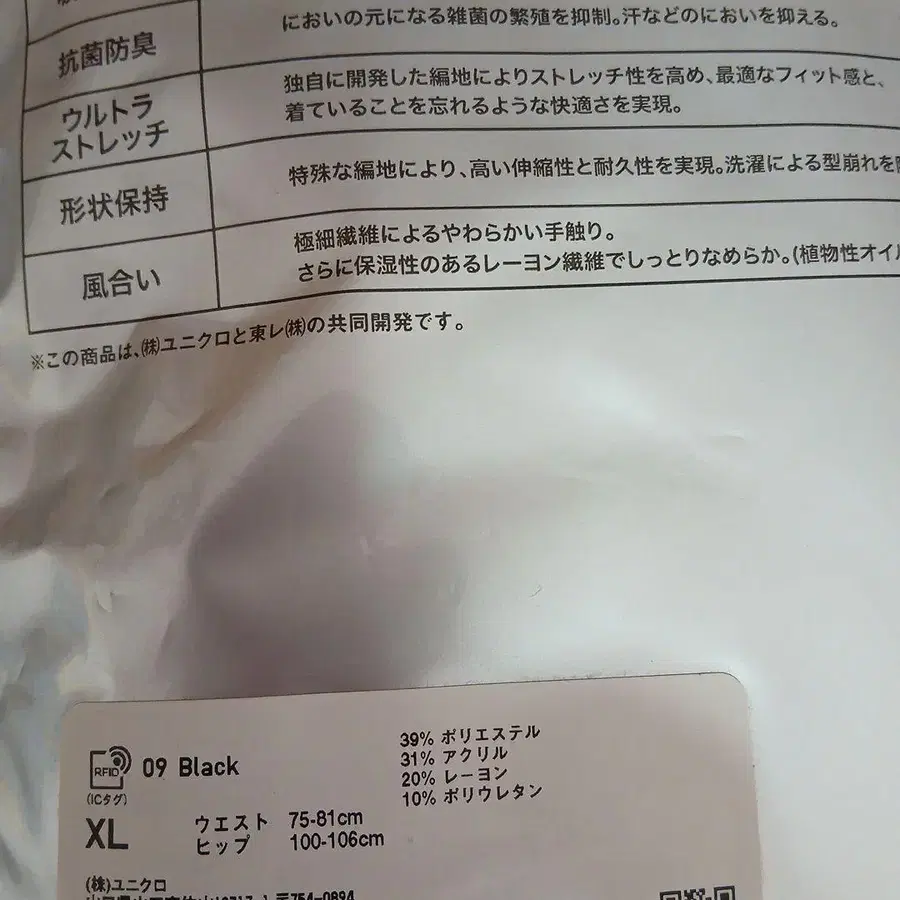 においの元になる雑菌の繁殖を抑制。汗などのにおいを抑える。
抗菌防臭
独自に開発した編地によりストレッチ性を高め、最適なフィット感と、
着ていることを忘れるような快適さを実現。
ウルトラ
ストレッチ
特殊な編地により、高い伸縮性と耐久性を実現。洗濯による型崩れを
形状保持
極細繊維によるやわらかい手触り。
さらに保湿性のあるレーヨン繊維でしっとりなめらか。(植物性オイル
風合い
※この商品は、㈱ユニクロと東レ㈱の共同開発です。
RFID
(ICタグ)
09 Black
39% ポリエステル
31% アクリル
20% レーヨン
10% ポリウレタン
XL
ウエスト 75-81cm
ヒップ 100-106cm
(株)ユニクロ
〒754-0894